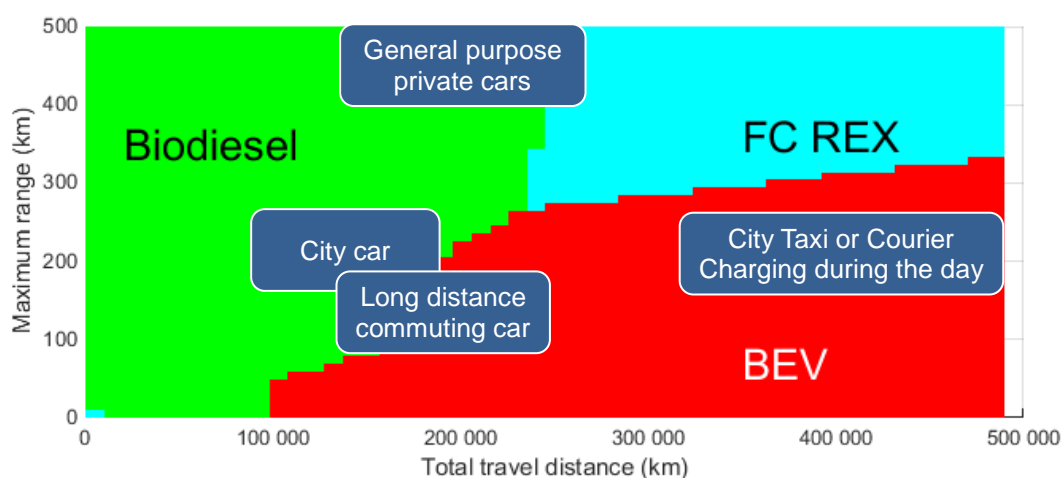 500
General purpose
private cars
400
Biodiesel
FC REX
Maximum range (km)
300
City car
City Taxi or Courier
Charging during the day
200
Long distance
commuting car
100
BEV
0
0
100 000
200 000
300 000
400 000
500 000
Total travel distance (km)